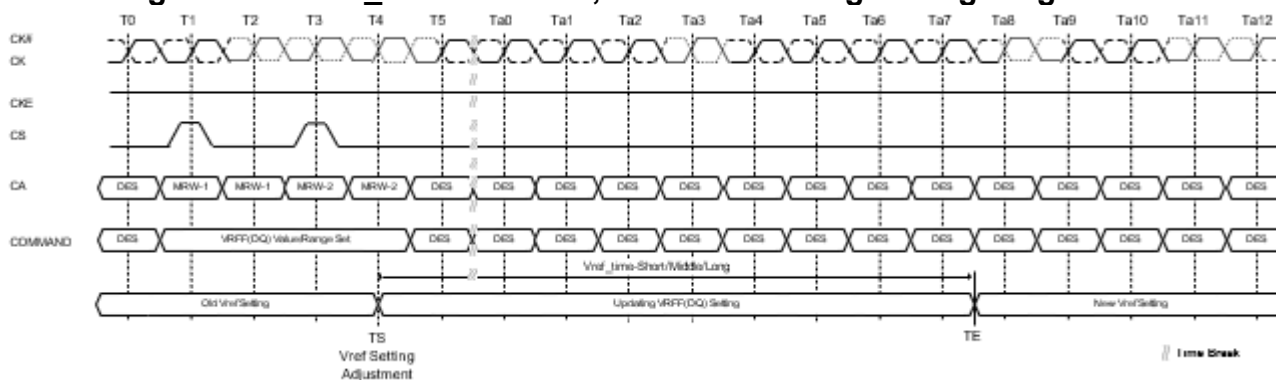 T0 T1 T2 T3 T4 T5 Ta0 Ta1 Ta2 Ta3 Ta4 Ta5 Ta6 Ta7 Ta8 Ta9 Ta10 Ta11 Ta12
CK#
CK
CKE
CS
CA DES MRW-1 MRW-1 MRW-2 MRW-2 DES DES DES DES DES DES DES DES DES DES DES DES DES DES
COMMAND DES VRFF(DQ) Value/Range Set DES DES DES DES DES DES DES DES DES DES DES DES DES DES
Vref_time-Short/Middle/Long
Old Vref Setting Updating VRFF(DQ) Setting New Vref Setting
TS TE
Vref Setting
Adjustment
Time Break